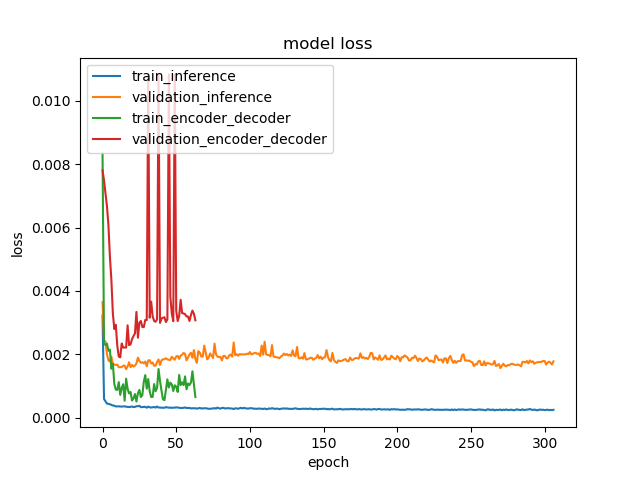 model loss
train_inference
validation_inference
train_encoder_decoder
validation_encoder_decoder
loss
0.010
0.008
0.006
0.004
0.002
0.000
0 50 100 150 200 250 300
epoch